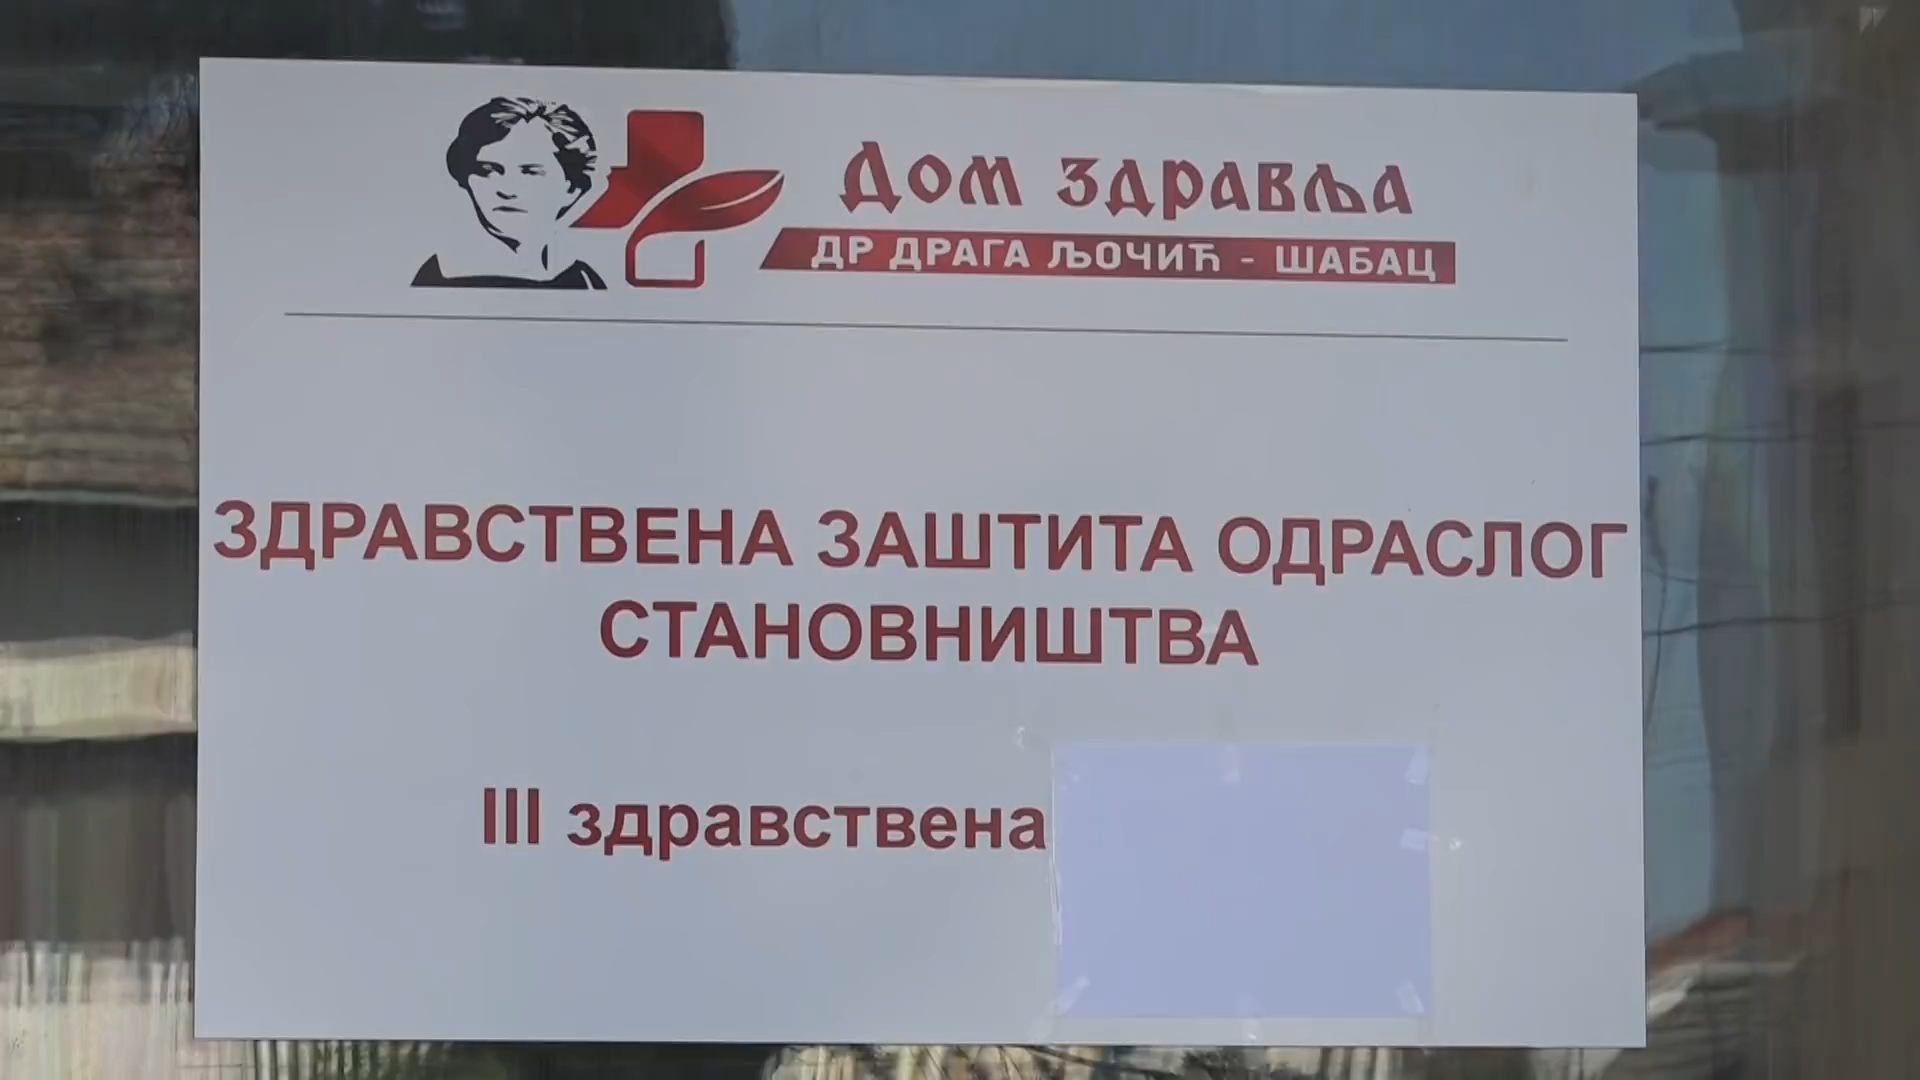 Дом здравља
ДР ДРАГА ЉОЧИЋ - ШАБАЦ
ЗДРАВСТВЕНА ЗАШТИТА ОДРАСЛОГ
СТАНОВНИШТВА
III здравствена